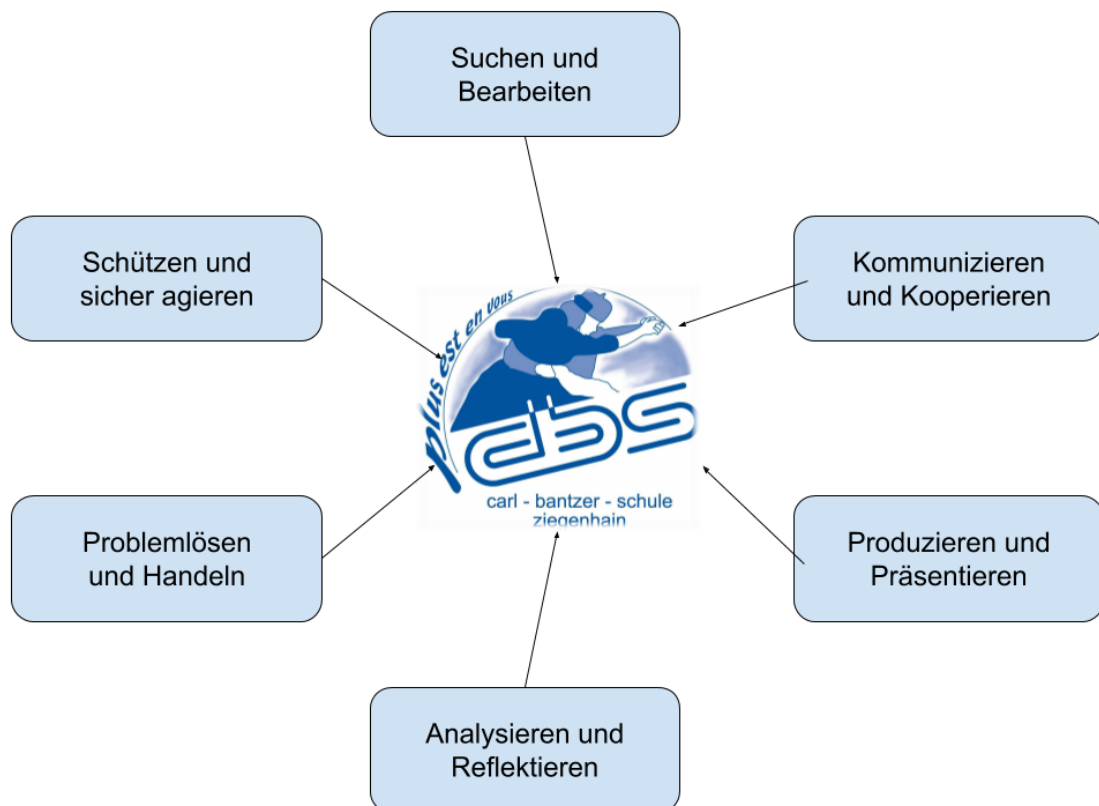 Suchen und
Bearbeiten
Schützen und
sicher agieren
Kommunizieren
und Kooperieren
plus est en vous
cbs
carl - bantzer - schule
ziegenhain
Problemlösen
und Handeln
Produzieren und
Präsentieren
Analysieren und
Reflektieren